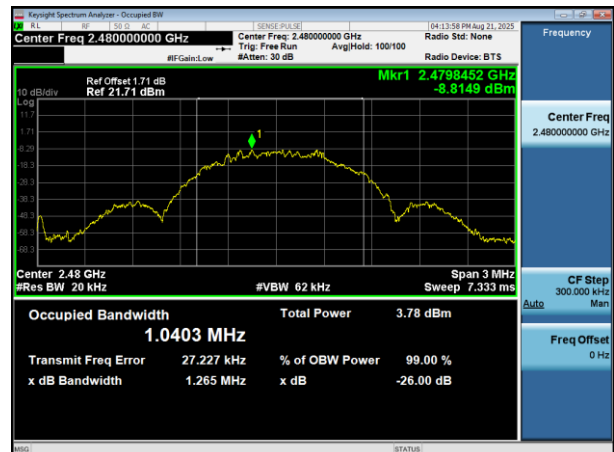 Keysight Spectrum Analyzer - Occupied BW
RL RF 50 Ω AC SENSE:PULSE 04:13:58 PM Aug 21, 2025
Center Freq 2.480000000 GHz Center Freq: 2.480000000 GHz Radio Std: None Frequency
Trig: Free Run Avg|Hold: 100/100
#IFGain:Low #Atten: 30 dB Radio Device: BTS
Ref Offset 1.71 dB Mkr1 2.4798452 GHz
10 dB/div Ref 21.71 dBm -8.8149 dBm
Log
11.7
1.71
-8.29
-18.3
-28.3
-38.3
-48.3
-58.3
-68.3
1
Center Freq
2.480000000 GHz
Center 2.48 GHz Span 3 MHz
#Res BW 20 kHz #VBW 62 kHz Sweep 7.333 ms
CF Step
300.000 kHz
Auto Man
Occupied Bandwidth Total Power 3.78 dBm
1.0403 MHz
Freq Offset
0 Hz
Transmit Freq Error 27.227 kHz % of OBW Power 99.00 %
x dB Bandwidth 1.265 MHz x dB -26.00 dB
MSG STATUS